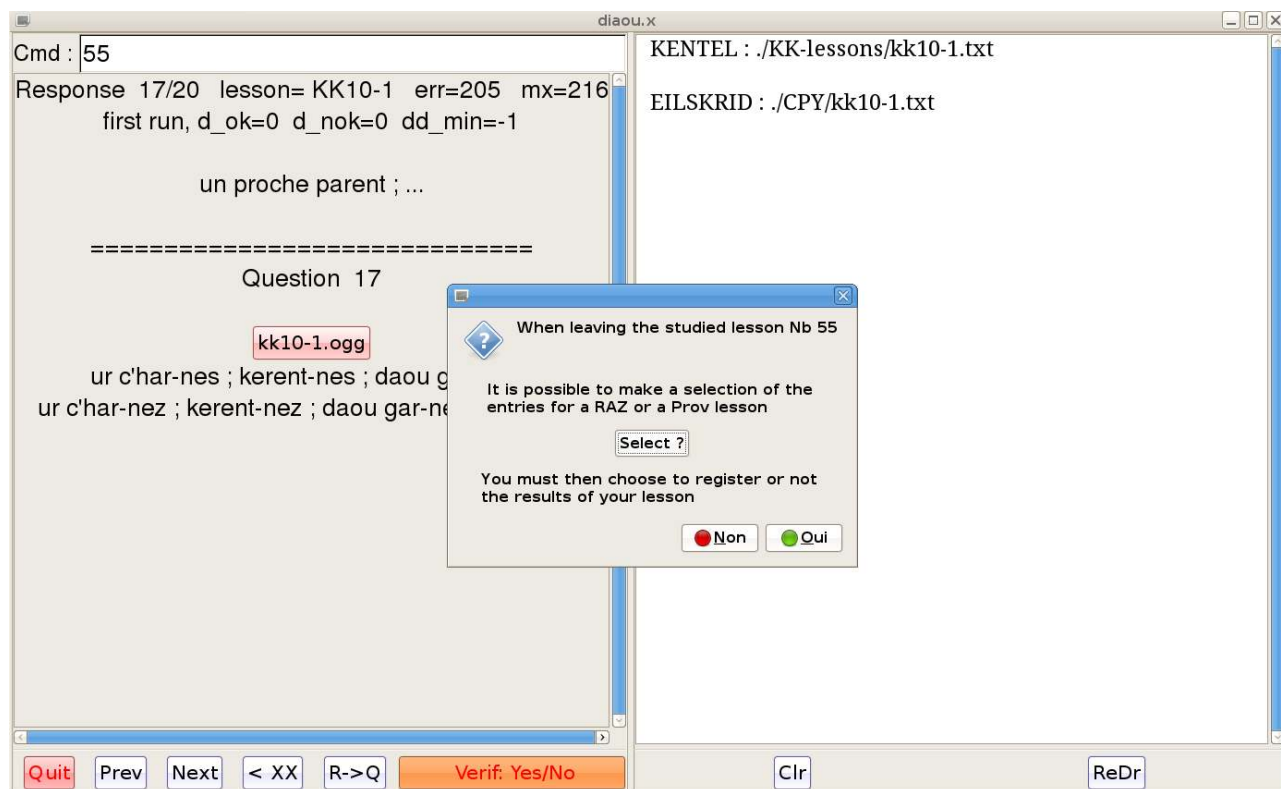 diaou.x
Cmd : 55
Response 17/20 lesson= KK10-1 err=205 mx=216
first run, d_ok=0 d_nok=0 dd_min=-1
un proche parent ; ...
==============================
Question 17
kk10-1.ogg
ur c'har-nes ; kerent-nes ; daou g
ur c'har-nez ; kerent-nez ; daou gar-ne
KENTEL : ./KK-lessons/kk10-1.txt
EILSKRID : ./CPY/kk10-1.txt
When leaving the studied lesson Nb 55
It is possible to make a selection of the
entries for a RAZ or a Prov lesson
Select ?
You must then choose to register or not
the results of your lesson
Non Oui
Quit Prev Next < XX R->Q Verif: Yes/No Clr ReDr